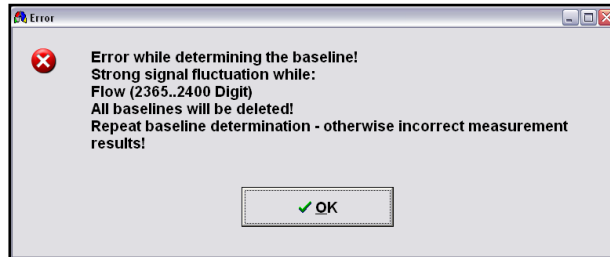 Error
Error while determining the baseline!
Strong signal fluctuation while:
Flow (2365..2400 Digit)
All baselines will be deleted!
Repeat baseline determination - otherwise incorrect measurement
results!
OK